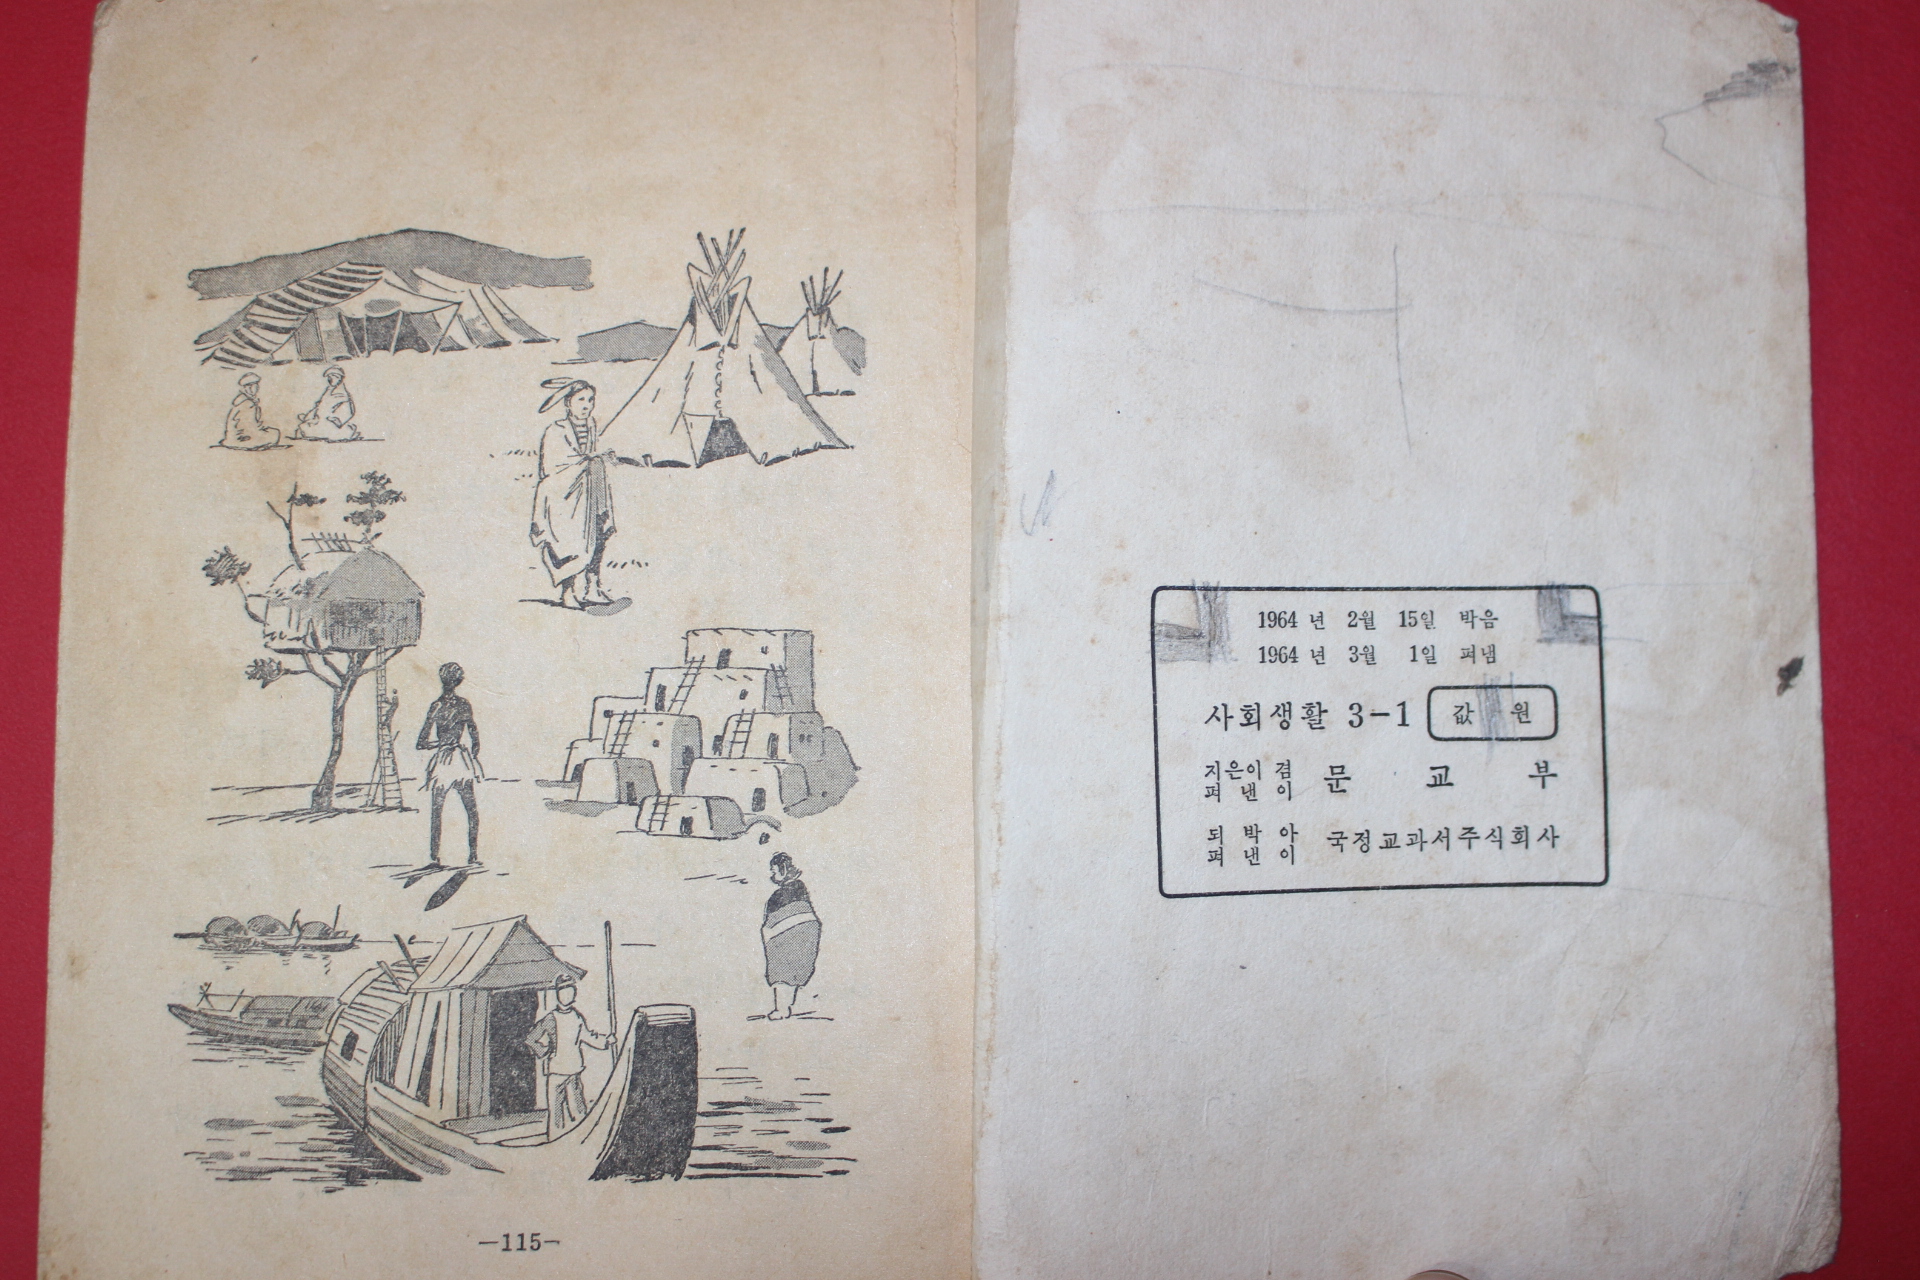 —115—
1964 년 2월 15일 박음
1964 년 3월 1일 펴냄
사회생활 3-1 값 원
지은이 겸
펴 낸 이
문 교 부
되 박 아
펴 낸 이
국정교과서주식회사